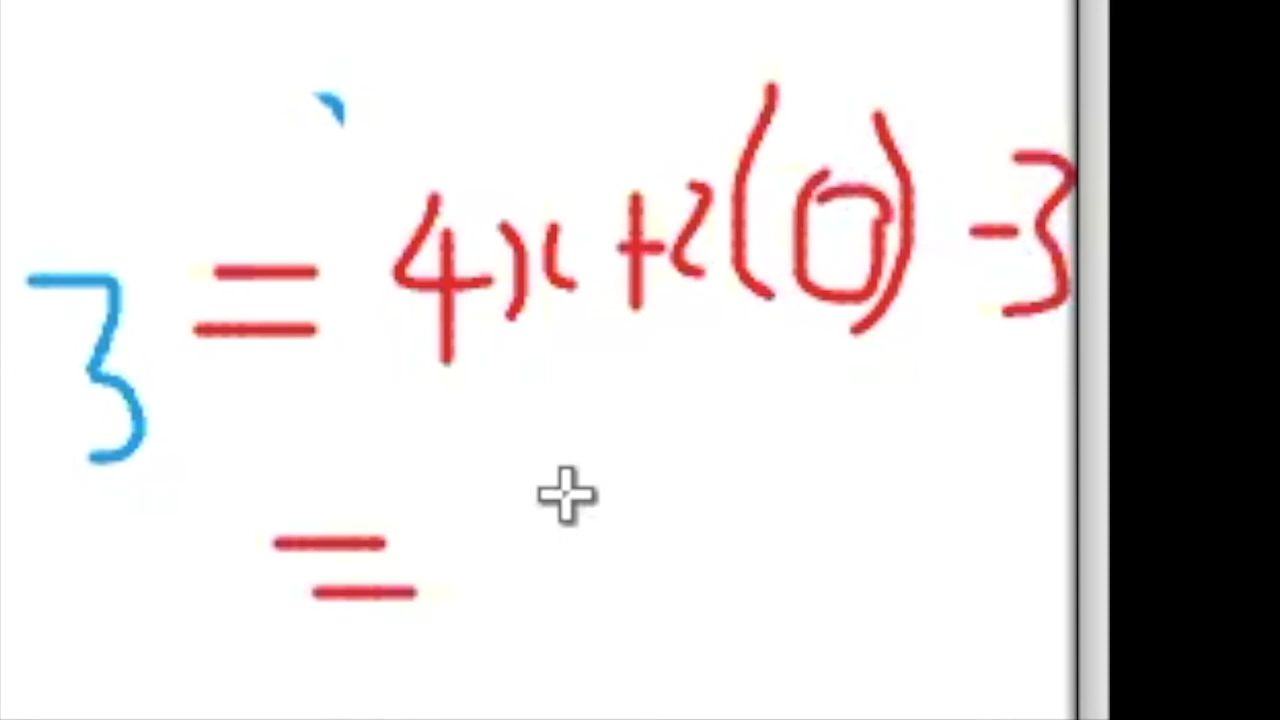 3 = 4x + 2(0) - 3
=